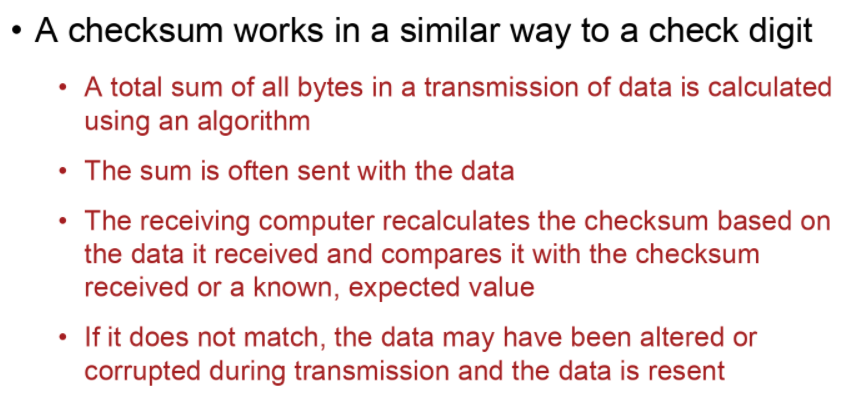 • A checksum works in a similar way to a check digit
• A total sum of all bytes in a transmission of data is calculated
using an algorithm
• The sum is often sent with the data
• The receiving computer recalculates the checksum based on
the data it received and compares it with the checksum
received or a known, expected value
• If it does not match, the data may have been altered or
corrupted during transmission and the data is resent